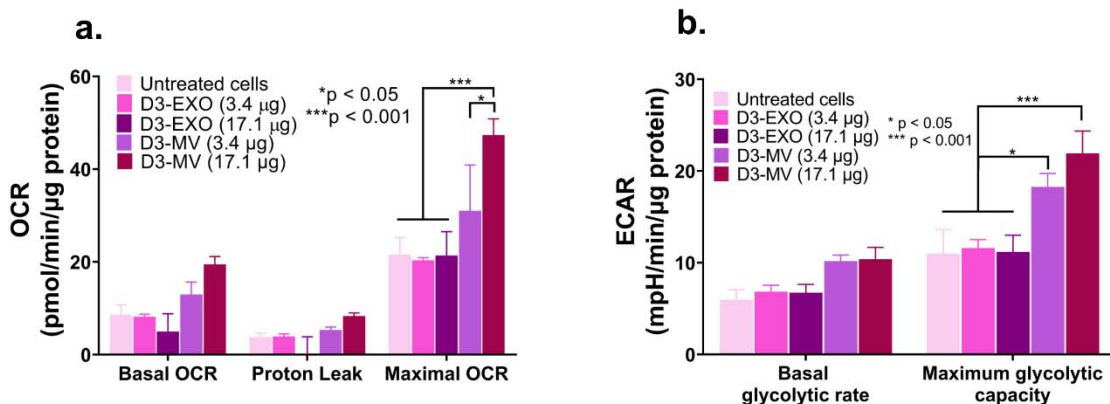 a.
OCR
(pmol/min/µg protein)
60
40
20
0
Untreated cells
D3-EXO (3.4 µg)
D3-EXO (17.1 µg)
D3-MV (3.4 µg)
D3-MV (17.1 µg)
*p < 0.05
***p < 0.001
***
*
Basal OCR
Proton Leak
Maximal OCR
b.
ECAR
(mpH/min/µg protein)
30
20
10
0
Untreated cells
D3-EXO (3.4 µg)
D3-EXO (17.1 µg)
D3-MV (3.4 µg)
D3-MV (17.1 µg)
* p < 0.05
*** p < 0.001
***
*
Basal
glycolytic rate
Maximum glycolytic
capacity